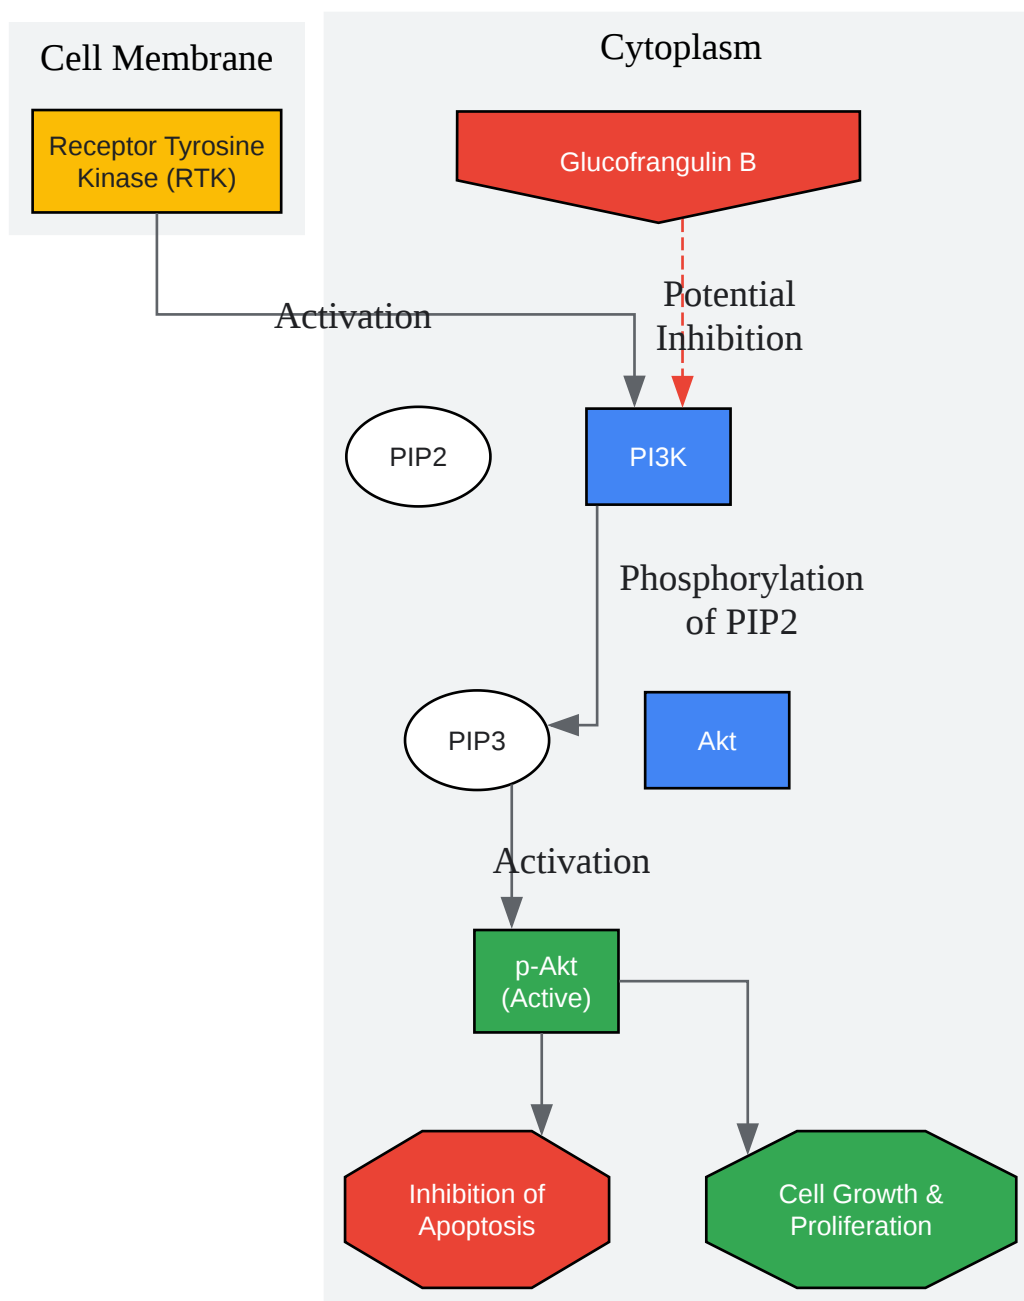 Cell Membrane
Cytoplasm
Receptor Tyrosine
Kinase (RTK)
Glucofrangulin B
Activation
Potential
Inhibition
PIP2
PI3K
Phosphorylation
of PIP2
PIP3
Akt
Activation
p-Akt
(Active)
Inhibition of
Apoptosis
Cell Growth &
Proliferation